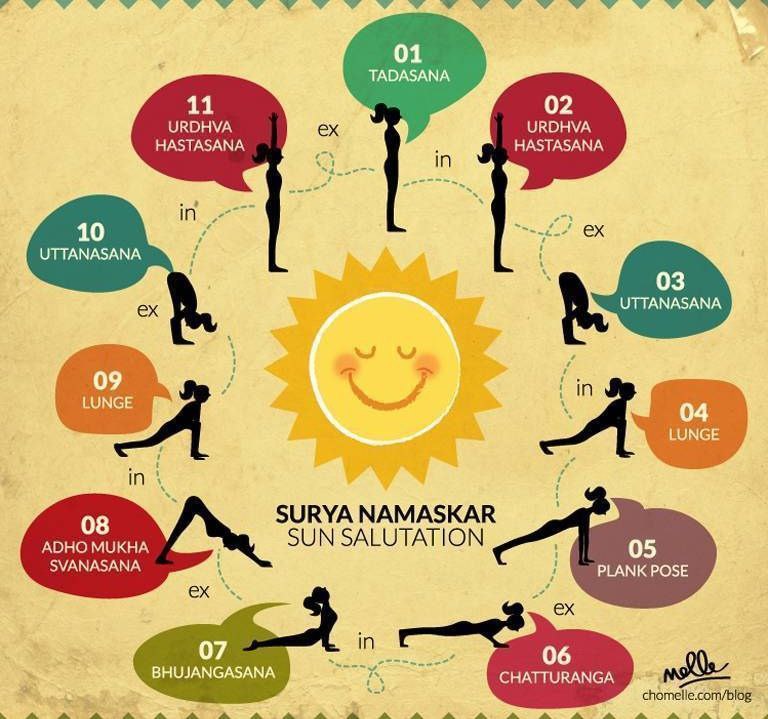 01
TADASANA
in
02
URDHVA
HASTASANA
ex
03
UTTANASANA
in
04
LUNGE
05
PLANK POSE
ex
06
CHATTURANGA
in
07
BHUJANGASANA
ex
08
ADHO MUKHA
SVANASANA
in
09
LUNGE
ex
10
UTTANASANA
in
11
URDHVA
HASTASANA
ex
SURYA NAMASKAR
SUN SALUTATION
melle
chomelle.com/blog